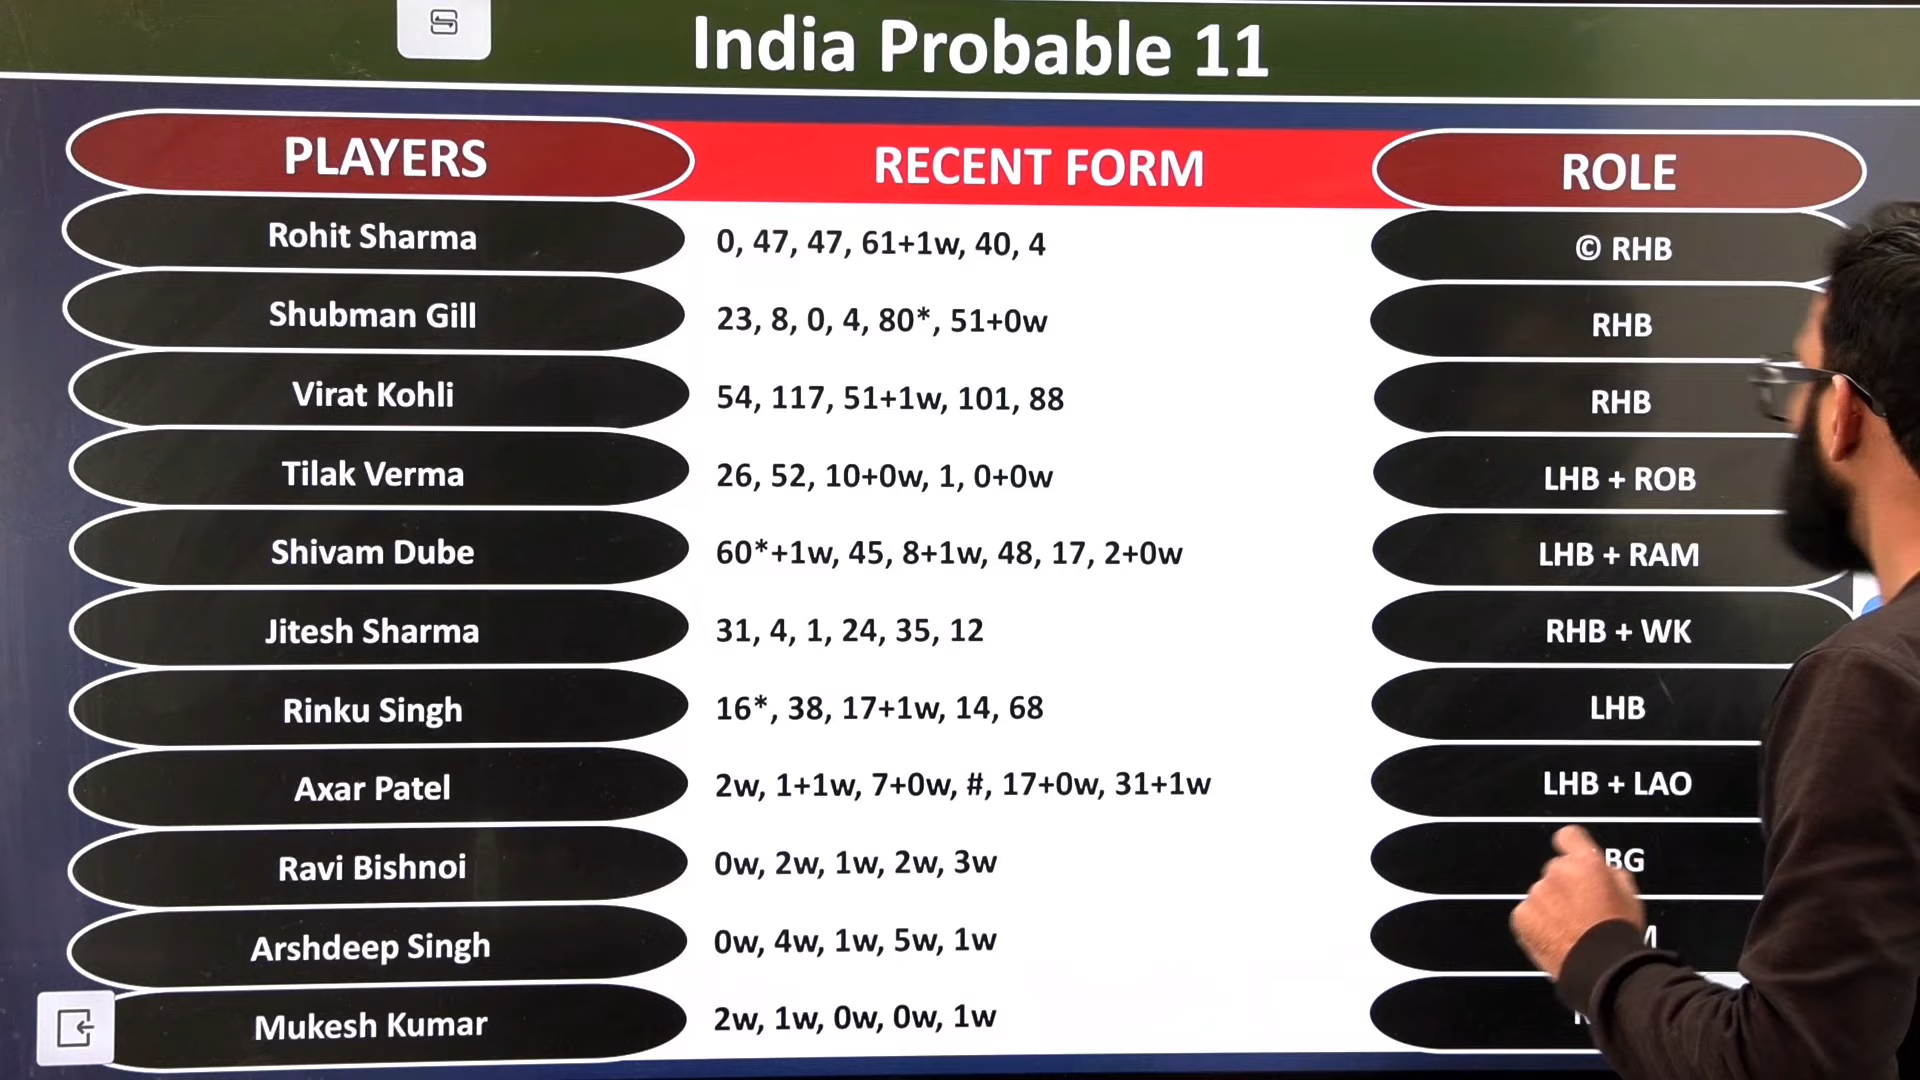 India Probable 11
PLAYERS RECENT FORM ROLE
Rohit Sharma 0, 47, 47, 61+1w, 40, 4 © RHB
Shubman Gill 23, 8, 0, 4, 80*, 51+0w RHB
Virat Kohli 54, 117, 51+1w, 101, 88 RHB
Tilak Verma 26, 52, 10+0w, 1, 0+0w LHB + ROB
Shivam Dube 60*+1w, 45, 8+1w, 48, 17, 2+0w LHB + RAM
Jitesh Sharma 31, 4, 1, 24, 35, 12 RHB + WK
Rinku Singh 16*, 38, 17+1w, 14, 68 LHB
Axar Patel 2w, 1+1w, 7+0w, #, 17+0w, 31+1w LHB + LAO
Ravi Bishnoi 0w, 2w, 1w, 2w, 3w
Arshdeep Singh 0w, 4w, 1w, 5w, 1w
Mukesh Kumar 2w, 1w, 0w, 0w, 1w